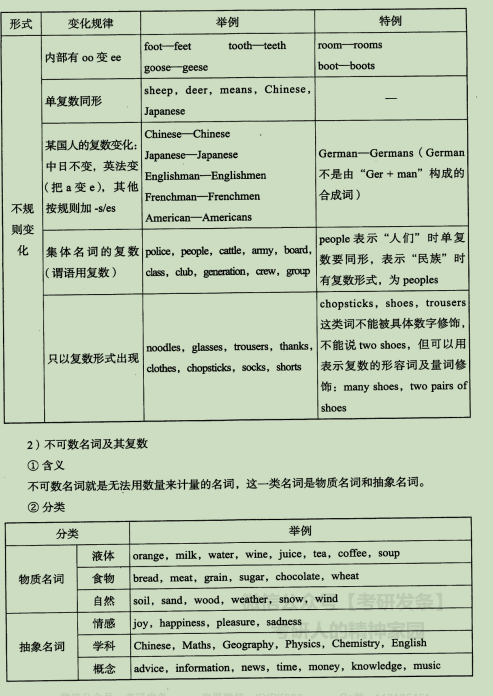 形式 变化规律 举例 特例
不规则变化
内部有 oo 变 ee
foot—feet tooth—teeth
goose—geese
room—rooms
boot—boots
单复数同形
sheep, deer, means, Chinese,
Japanese
—
某国人的复数变化:
中日不变, 英法变
(把 a 变 e), 其他
按规则加 -s/es
Chinese—Chinese
Japanese—Japanese
Englishman—Englishmen
Frenchman—Frenchmen
American—Americans
German—Germans ( German
不是由“Ger + man”构成的
合成词)
集体名词的复数
(谓语用复数)
police, people, cattle, army, board,
class, club, generation, crew, group
people 表示“人们”时单复
数要同形, 表示“民族”时
有复数形式, 为 peoples
只以复数形式出现
noodles, glasses, trousers, thanks,
clothes, chopsticks, socks, shorts
chopsticks, shoes, trousers
这类词不能被具体数字修饰,
不能说 two shoes, 但可以用
表示复数的形容词及量词修
饰: many shoes, two pairs of
shoes
2）不可数名词及其复数
① 含义
不可数名词就是无法用数量来计量的名词，这一类名词是物质名词和抽象名词。
② 分类
分类 举例
物质名词
液体 orange, milk, water, wine, juice, tea, coffee, soup
食物 bread, meat, grain, sugar, chocolate, wheat
自然 soil, sand, wood, weather, snow, wind
抽象名词
情感 joy, happiness, pleasure, sadness
学科 Chinese, Maths, Geography, Physics, Chemistry, English
概念 advice, information, news, time, money, knowledge, music
微信公众号【考研发条】
考研人的精神家园